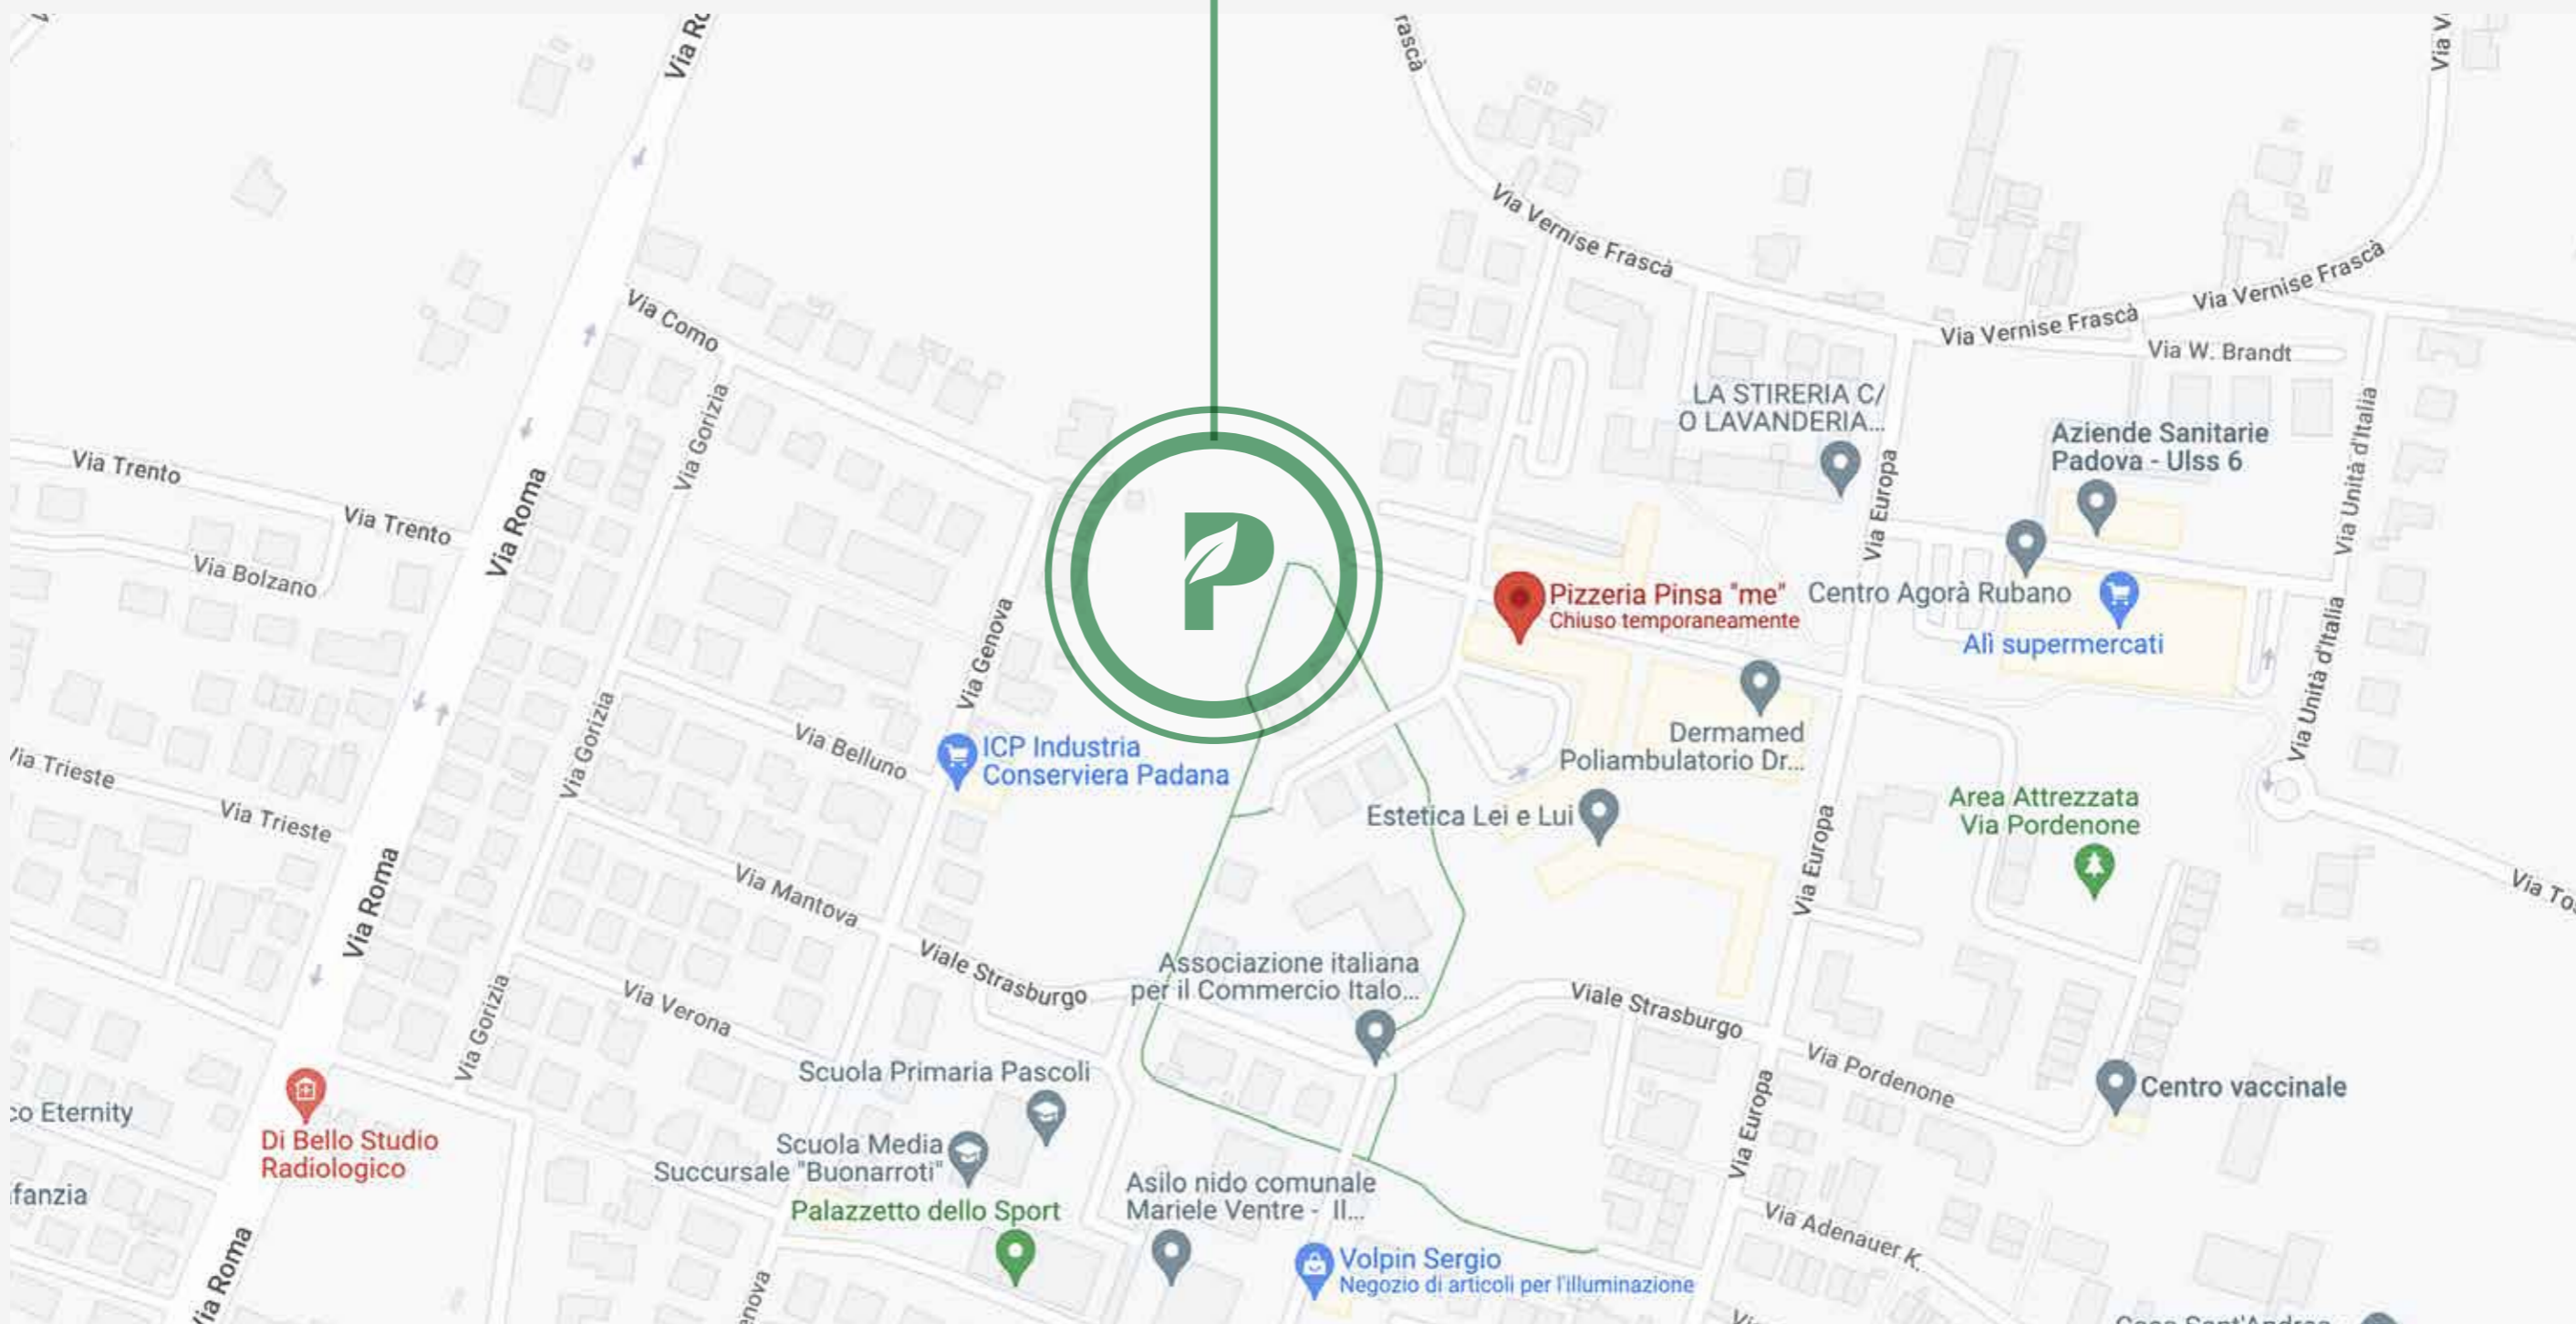 Via Ro
rascà
Via V
Via Vernise Frascà
Via Vernise Frascà
Via Vernise Frascà
Via Como
Via W. Brandt
Via Gorizia
LA STIRERIA C/
O LAVANDERIA...
Via Unità d'Italia
Aziende Sanitarie
Padova - Ulss 6
Via Europa
Via Trento
Via Trento
Via Roma
Via Bolzano
P
Pizzeria Pinsa "me"
Chiuso temporaneamente
Centro Agorà Rubano
Alì supermercati
Via Genova
Via Unità d'Italia
Via Gorizia
Via Belluno
ICP Industria
Conserviera Padana
Dermamed
Poliambulatorio Dr...
Via Trieste
Via Trieste
Estetica Lei e Lui
Area Attrezzata
Via Pordenone
Via Europa
Via Roma
Via Mantova
Via To
Viale Strasburgo
Associazione italiana
per il Commercio Italo...
Viale Strasburgo
Via Verona
Via Gorizia
Via Pordenone
Scuola Primaria Pascoli
Centro vaccinale
co Eternity
Di Bello Studio
Radiologico
Scuola Media
Succursale "Buonarroti"
Via Europa
fanzia
Palazzetto dello Sport
Asilo nido comunale
Mariele Ventre - Il...
Via Adenauer K.
Via Roma
enova
Volpin Sergio
Negozio di articoli per l'illuminazione